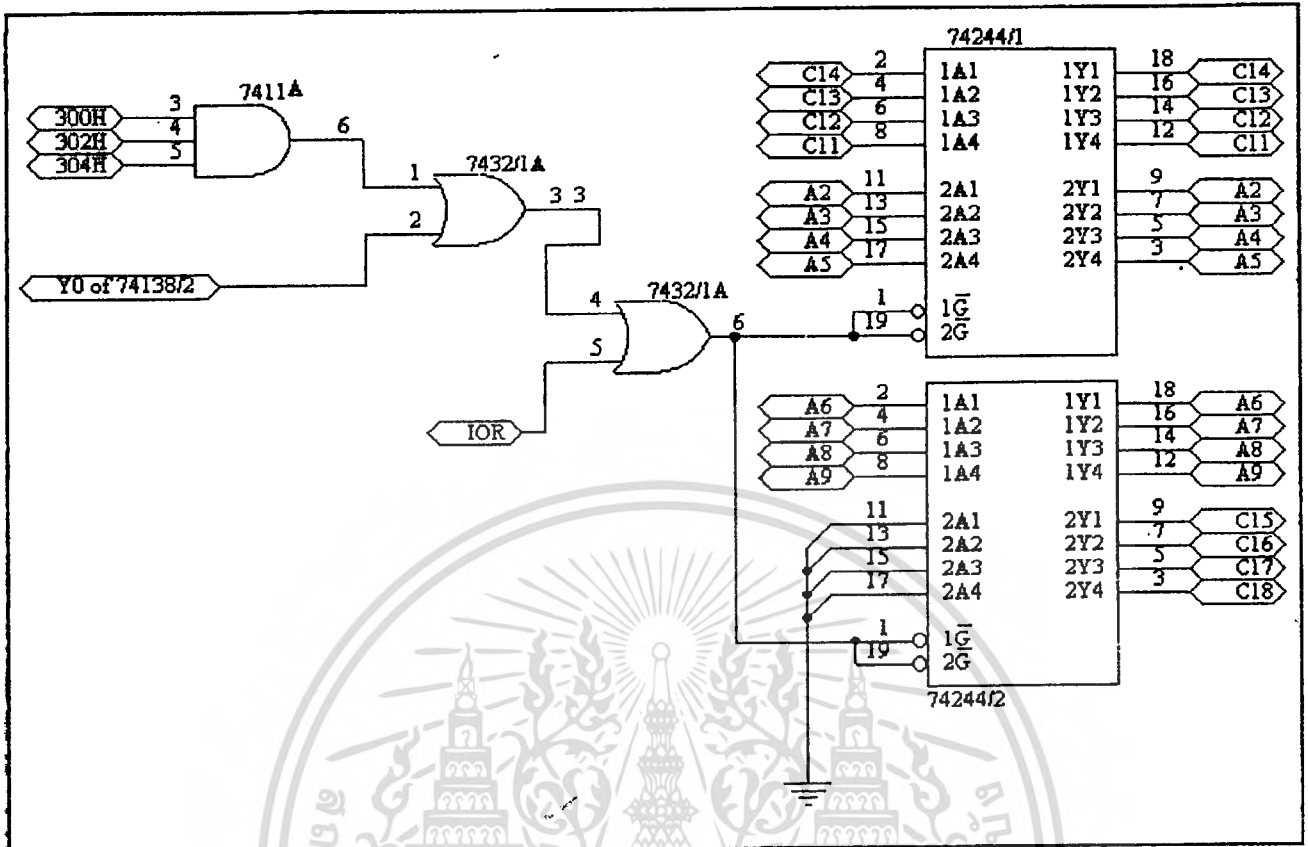 7411A
300H 3
302H 4
304H 5
6
1
2
7432/1A
3 3
Y0 of 74138/2
4
5
7432/1A
6
IOR
74244/1
C14 2 1A1 1Y1 18 C14
C13 4 1A2 1Y2 16 C13
C12 6 1A3 1Y3 14 C12
C11 8 1A4 1Y4 12 C11
A2 11 2A1 2Y1 9 A2
A3 13 2A2 2Y2 7 A3
A4 15 2A3 2Y3 5 A4
A5 17 2A4 2Y4 3 A5
1 1G̅
19 2G̅
A6 2 1A1 1Y1 18 A6
A7 4 1A2 1Y2 16 A7
A8 6 1A3 1Y3 14 A8
A9 8 1A4 1Y4 12 A9
11 2A1 2Y1 9 C15
13 2A2 2Y2 7 C16
15 2A3 2Y3 5 C17
17 2A4 2Y4 3 C18
1 1G̅
19 2G̅
74244/2